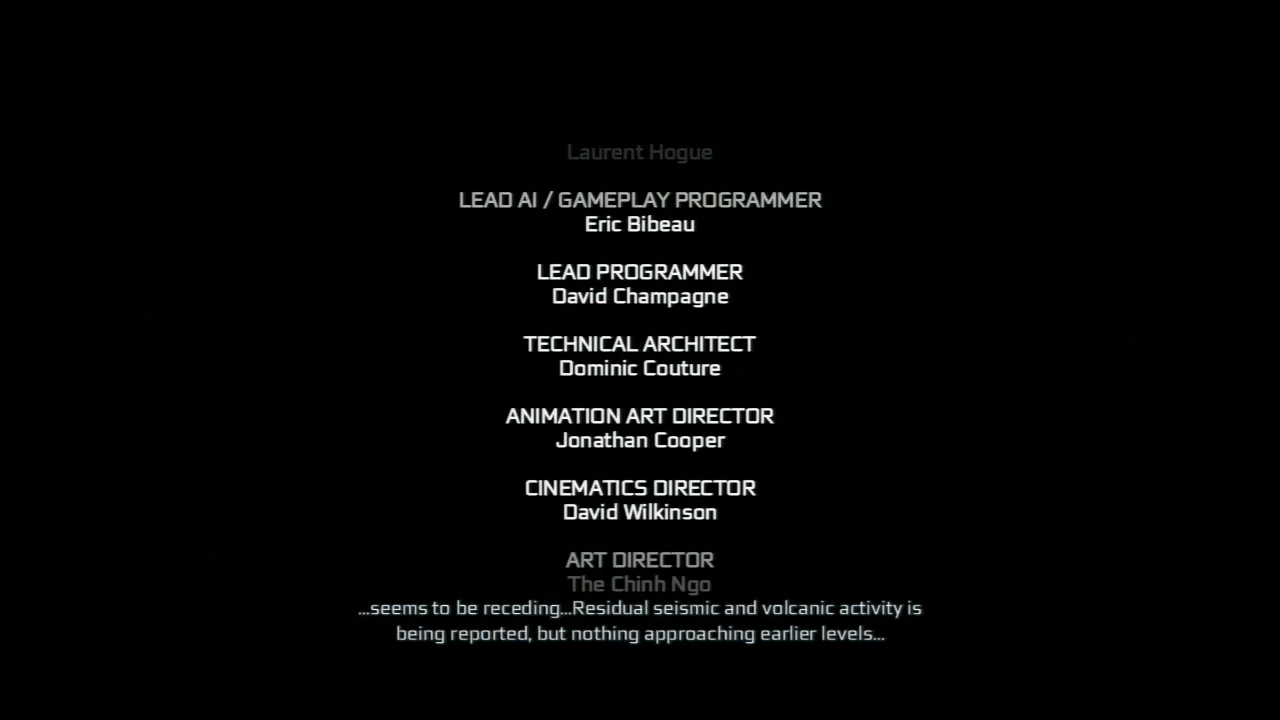 Laurent Hogue
LEAD AI / GAMEPLAY PROGRAMMER
Eric Bibeau
LEAD PROGRAMMER
David Champagne
TECHNICAL ARCHITECT
Dominic Couture
ANIMATION ART DIRECTOR
Jonathan Cooper
CINEMATICS DIRECTOR
David Wilkinson
ART DIRECTOR
The Chinh Ngo
...seems to be receding...Residual seismic and volcanic activity is
being reported, but nothing approaching earlier levels...